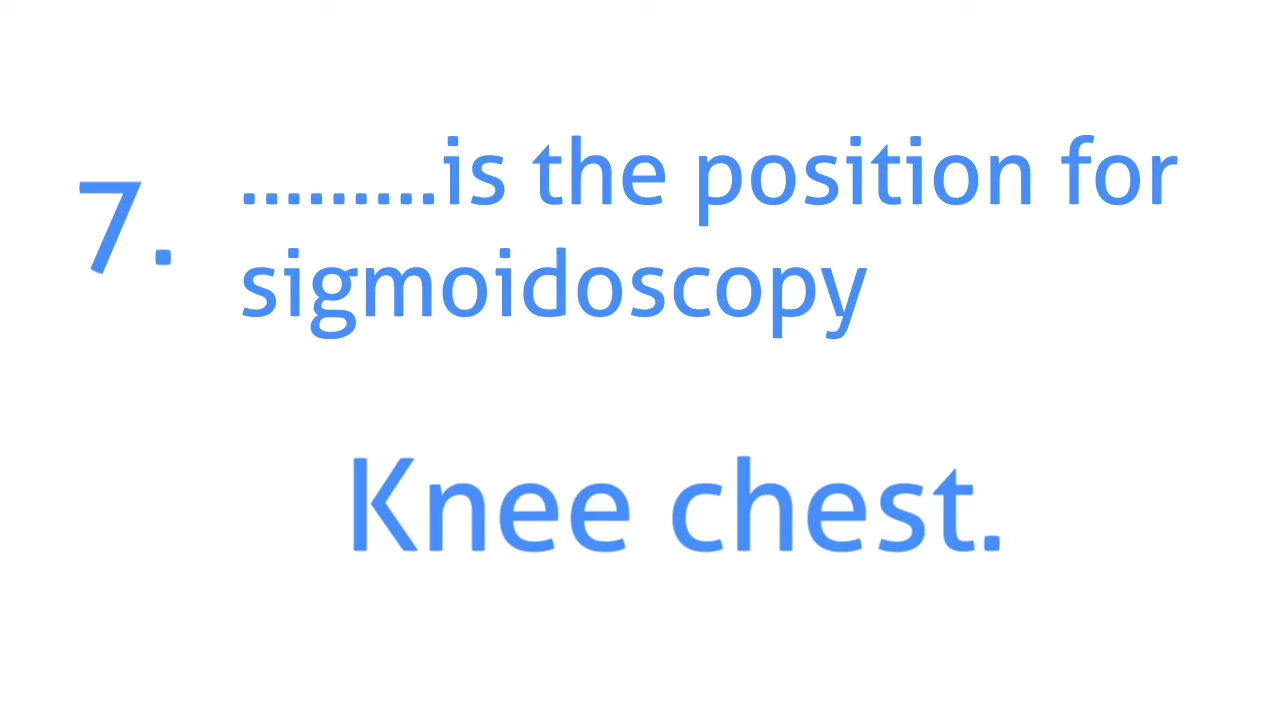 7. .........is the position for
sigmoidoscopy
Knee chest.